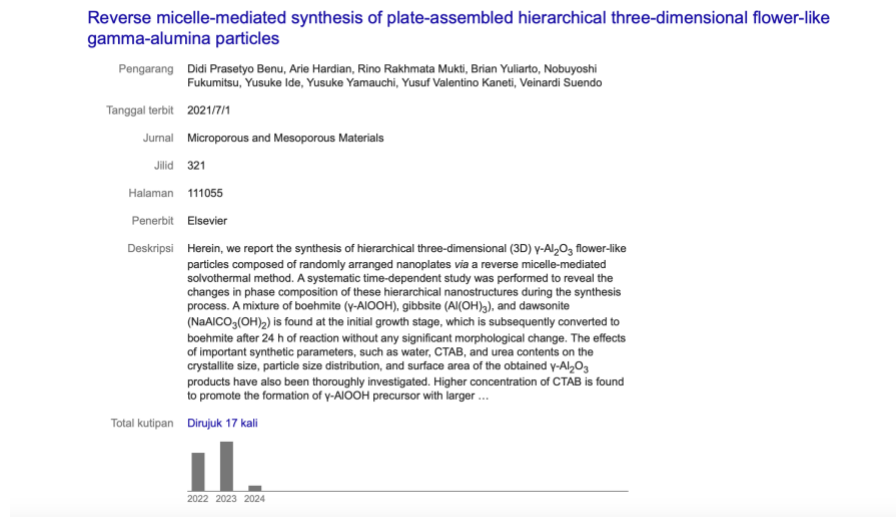 Reverse micelle-mediated synthesis of plate-assembled hierarchical three-dimensional flower-like
gamma-alumina particles
Pengarang Didi Prasetyo Benu, Arie Hardian, Rino Rakhmata Mukti, Brian Yuliarto, Nobuyoshi
Fukumitsu, Yusuke Ide, Yusuke Yamauchi, Yusuf Valentino Kaneti, Veinardi Suendo
Tanggal terbit 2021/7/1
Jurnal Microporous and Mesoporous Materials
Jilid 321
Halaman 111055
Penerbit Elsevier
Deskripsi Herein, we report the synthesis of hierarchical three-dimensional (3D) γ-Al₂O₃ flower-like
particles composed of randomly arranged nanoplates via a reverse micelle-mediated
solvothermal method. A systematic time-dependent study was performed to reveal the
changes in phase composition of these hierarchical nanostructures during the synthesis
process. A mixture of boehmite (γ-AlOOH), gibbsite (Al(OH)₃), and dawsonite
(NaAlCO₃(OH)₂) is found at the initial growth stage, which is subsequently converted to
boehmite after 24 h of reaction without any significant morphological change. The effects
of important synthetic parameters, such as water, CTAB, and urea contents on the
crystallite size, particle size distribution, and surface area of the obtained γ-Al₂O₃
products have also been thoroughly investigated. Higher concentration of CTAB is found
to promote the formation of γ-AlOOH precursor with larger …
Total kutipan Dirujuk 17 kali
2022 2023 2024